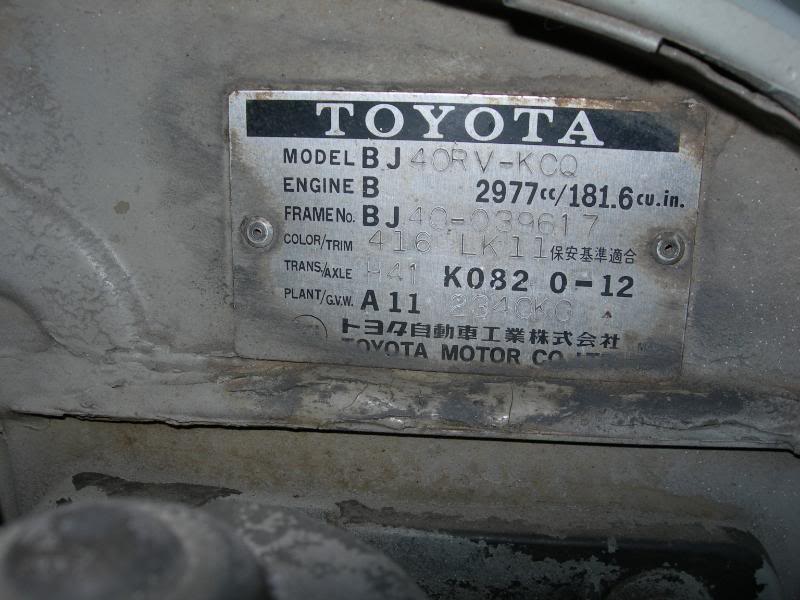 TOYOTA
MODEL BJ40RV-KCQ
ENGINE B 2977cc/181.6cu.in.
FRAME No. BJ40-039617
COLOR/TRIM 416 LK11 保安基準適合
TRANS./AXLE H41 K082 0-12
PLANT/G.V.W. A11 2340KG
トヨタ自動車工業株式会社
TOYOTA MOTOR CO.,LTD.